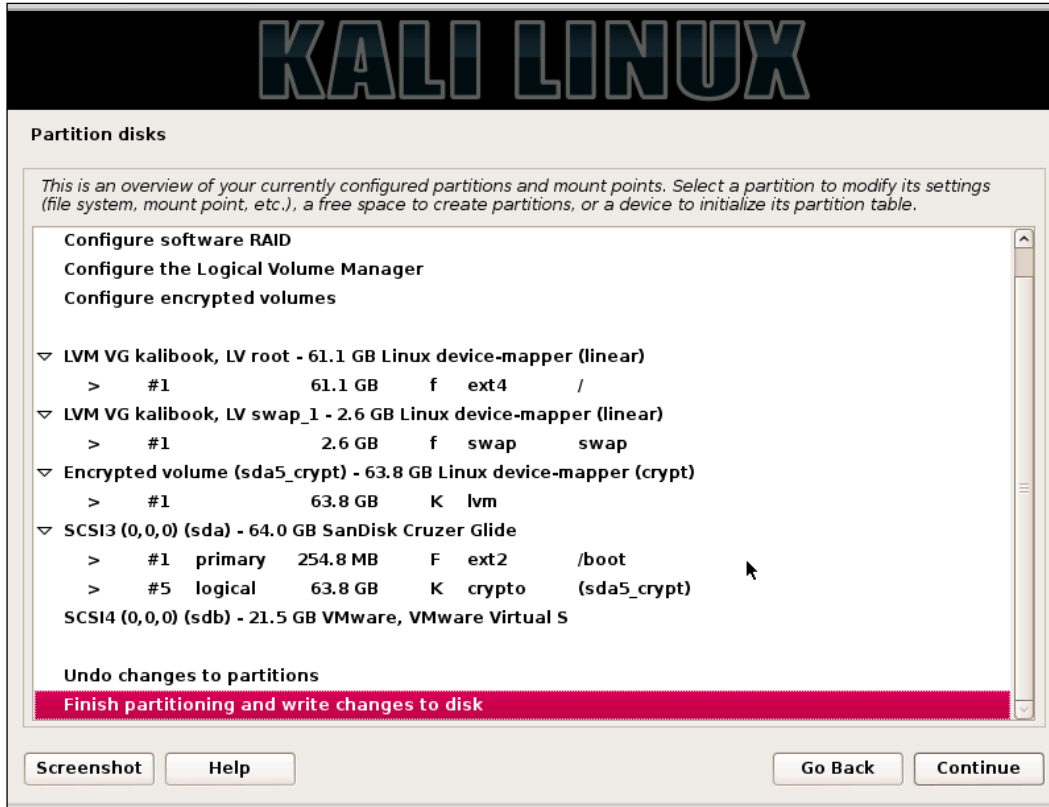 KALI LINUX
Partition disks
This is an overview of your currently configured partitions and mount points. Select a partition to modify its settings
(file system, mount point, etc.), a free space to create partitions, or a device to initialize its partition table.
Configure software RAID
Configure the Logical Volume Manager
Configure encrypted volumes
LVM VG kalibook, LV root - 61.1 GB Linux device-mapper (linear)
> #1 61.1 GB f ext4 /
LVM VG kalibook, LV swap_1 - 2.6 GB Linux device-mapper (linear)
> #1 2.6 GB f swap swap
Encrypted volume (sda5_crypt) - 63.8 GB Linux device-mapper (crypt)
> #1 63.8 GB K lvm
SCSI3 (0,0,0) (sda) - 64.0 GB SanDisk Cruzer Glide
> #1 primary 254.8 MB F ext2 /boot
> #5 logical 63.8 GB K crypto (sda5_crypt)
SCSI4 (0,0,0) (sdb) - 21.5 GB VMware, VMware Virtual S
Undo changes to partitions
Finish partitioning and write changes to disk
Screenshot Help Go Back Continue